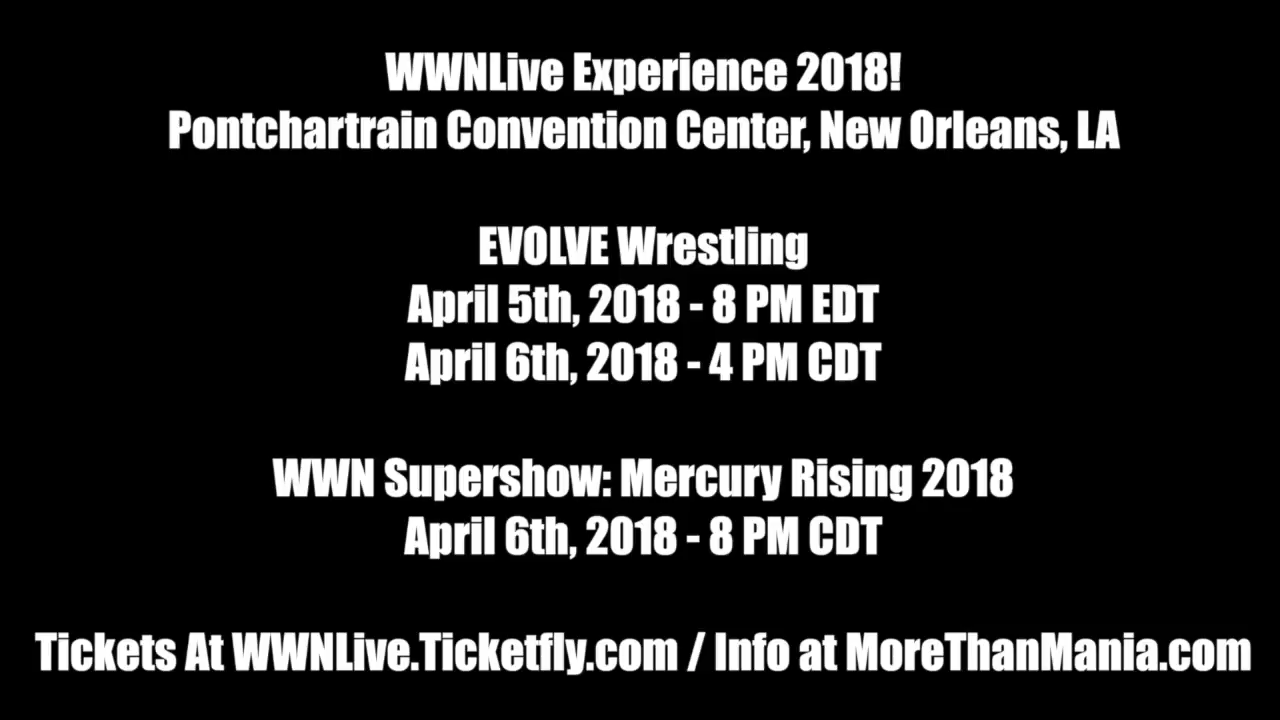 WWNLive Experience 2018!
Pontchartrain Convention Center, New Orleans, LA
EVOLVE Wrestling
April 5th, 2018 - 8 PM EDT
April 6th, 2018 - 4 PM CDT
WWN Supershow: Mercury Rising 2018
April 6th, 2018 - 8 PM CDT
Tickets At WWNLive.Ticketfly.com / Info at MoreThanMania.com